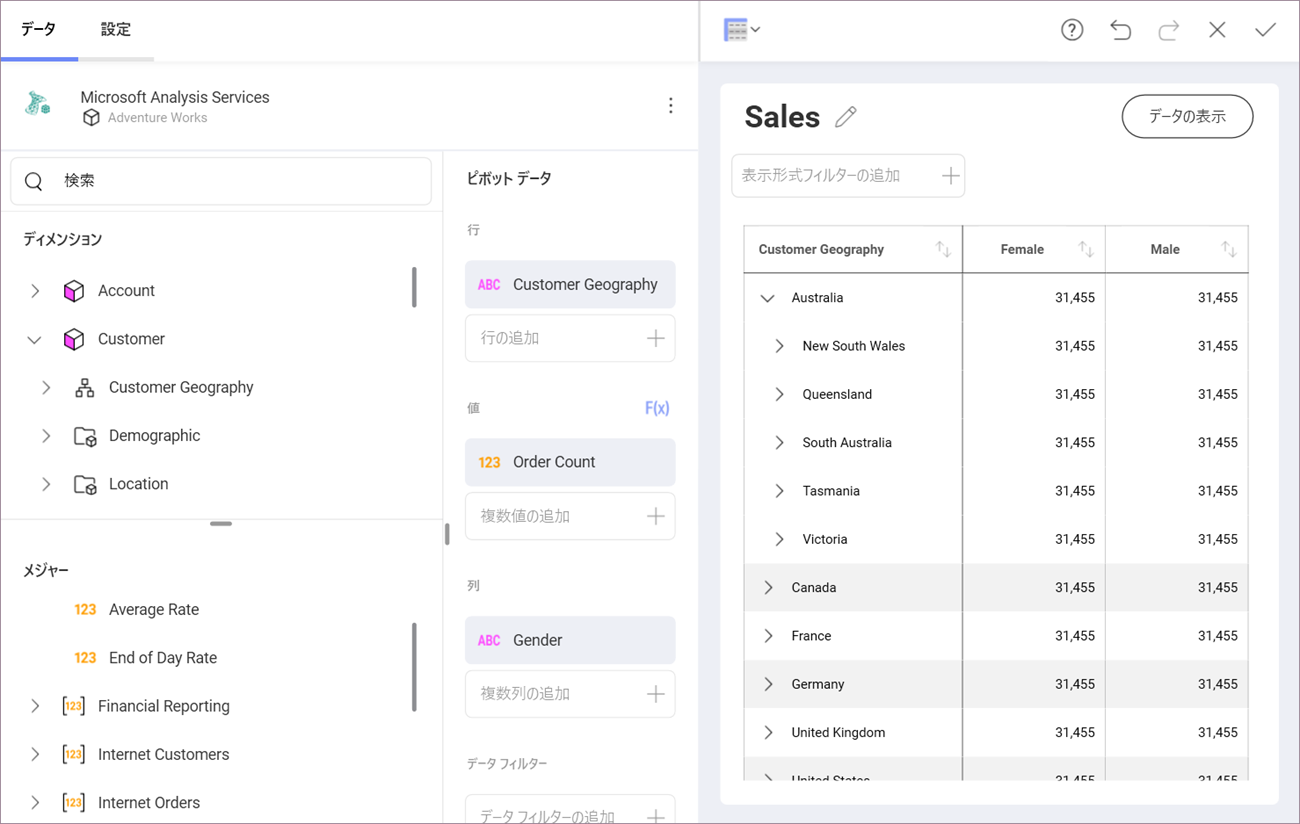 データ 設定
Microsoft Analysis Services
Adventure Works
検索
ディメンション
Account
Customer
Customer Geography
Demographic
Location
メジャー
123 Average Rate
123 End of Day Rate
[123] Financial Reporting
[123] Internet Customers
[123] Internet Orders
ピボット データ
行
ABC Customer Geography
行の追加
値 F(x)
123 Order Count
複数値の追加
列
ABC Gender
複数列の追加
データ フィルター
データ フィルターの追加
Sales
データの表示
表示形式フィルターの追加
Customer Geography Female Male
Australia 31,455 31,455
New South Wales 31,455 31,455
Queensland 31,455 31,455
South Australia 31,455 31,455
Tasmania 31,455 31,455
Victoria 31,455 31,455
Canada 31,455 31,455
France 31,455 31,455
Germany 31,455 31,455
United Kingdom 31,455 31,455
United States 31,455 31,455